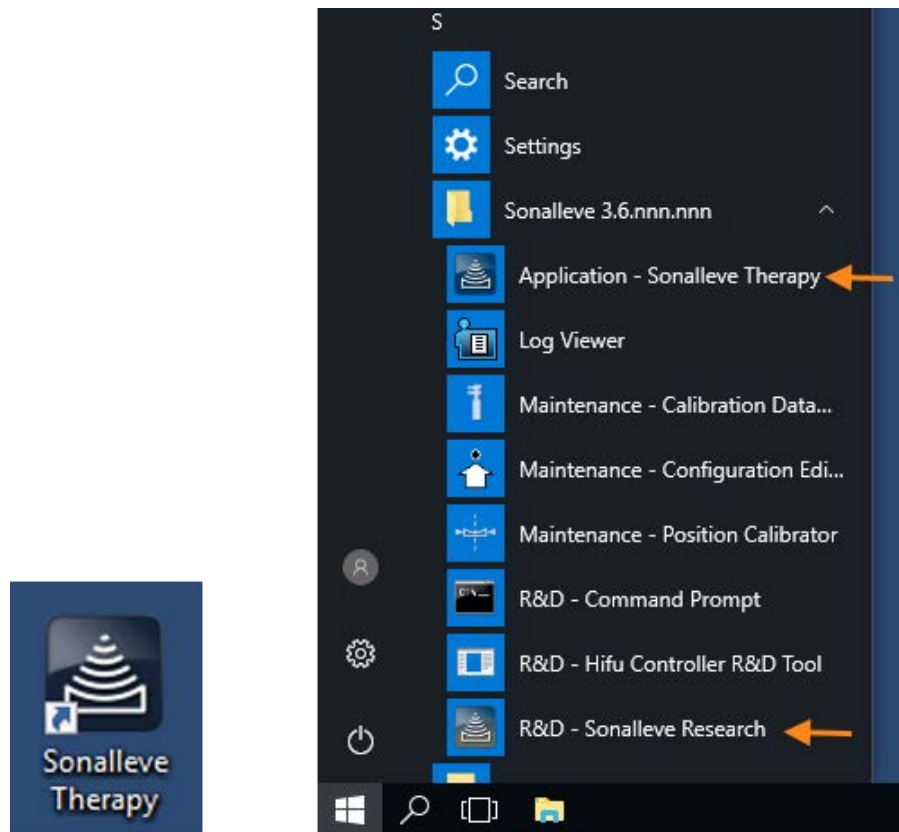 S
Search
Settings
Sonalleve 3.6.nnn.nnn
Application - Sonalleve Therapy
Log Viewer
Maintenance - Calibration Data...
Maintenance - Configuration Edi...
Maintenance - Position Calibrator
R&D - Command Prompt
R&D - Hifu Controller R&D Tool
R&D - Sonalleve Research
Sonalleve
Therapy